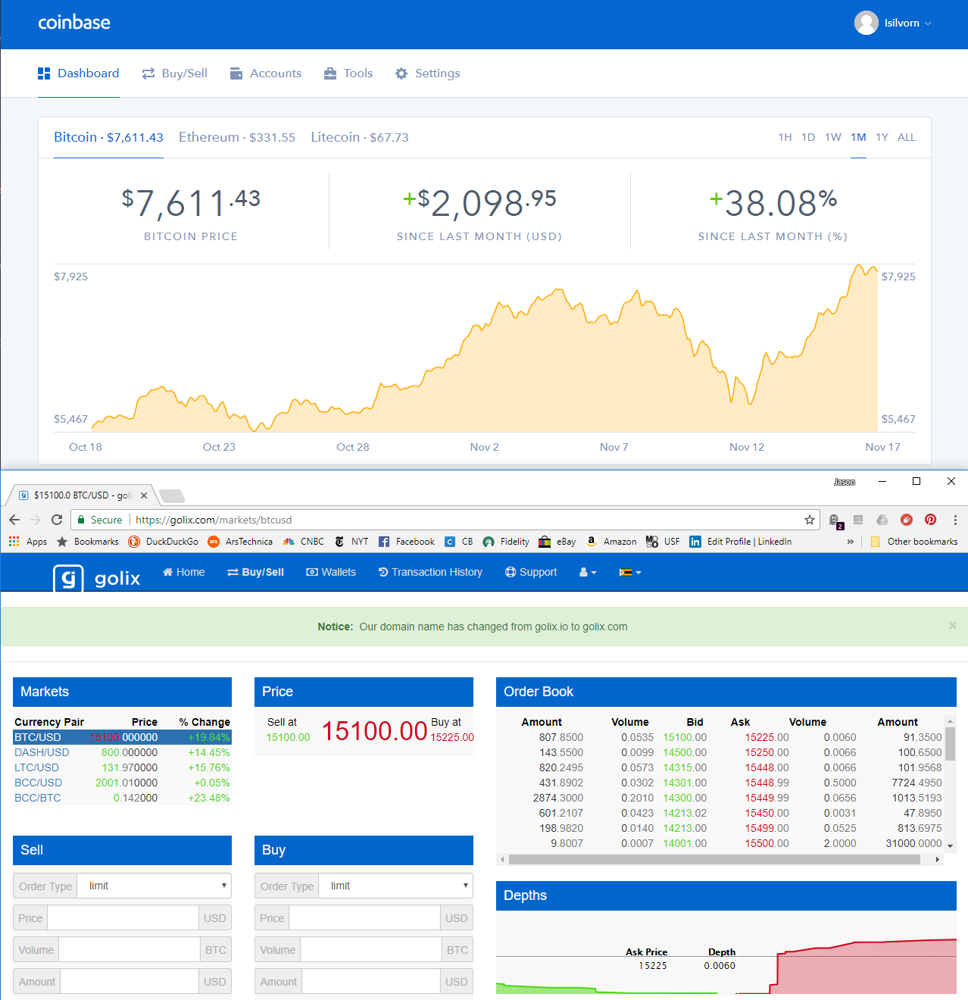 coinbase
Isilvorn
Dashboard Buy/Sell Accounts Tools Settings
Bitcoin · $7,611.43 Ethereum · $331.55 Litecoin · $67.73 1H 1D 1W 1M 1Y ALL
$7,611.43 +$2,098.95 +38.08%
BITCOIN PRICE SINCE LAST MONTH (USD) SINCE LAST MONTH (%)
$7,925 $7,925
$5,467 $5,467
Oct 18 Oct 23 Oct 28 Nov 2 Nov 7 Nov 12 Nov 17
Jason
$15100.0 BTC/USD - goli
Secure https://golix.com/markets/btcusd
2
Apps Bookmarks DuckDuckGo ars ArsTechnica CNBC NYT Facebook C CB Fidelity eBay a Amazon USF in Edit Profile | LinkedIn » Other bookmarks
golix Home Buy/Sell Wallets Transaction History Support
Notice: Our domain name has changed from golix.io to golix.com ×
Markets Price Order Book
Currency Pair Price % Change
BTC/USD 15100.000000 +19.84%
DASH/USD 800.000000 +14.45%
LTC/USD 131.970000 +15.76%
BCC/USD 2001.010000 +0.05%
BCC/BTC 0.142000 +23.48%
Sell at Buy at
15100.00 15100.00 15225.00
Amount Volume Bid Ask Volume Amount
807.8500 0.0535 15100.00 15225.00 0.0060 91.3500
143.5500 0.0099 14500.00 15250.00 0.0066 100.6500
820.2495 0.0573 14315.00 15448.00 0.0066 101.9568
431.8902 0.0302 14301.00 15448.99 0.5000 7724.4950
2874.3000 0.2010 14300.00 15449.99 0.0656 1013.5193
601.2107 0.0423 14213.02 15450.00 0.0031 47.8950
198.9820 0.0140 14213.00 15499.00 0.0525 813.6975
9.8007 0.0007 14001.00 15500.00 2.0000 31000.0000
Sell
Order Type limit
Price USD
Volume BTC
Amount USD
Buy
Order Type limit
Price USD
Volume BTC
Amount USD
Depths
Ask Price Depth
15225 0.0060